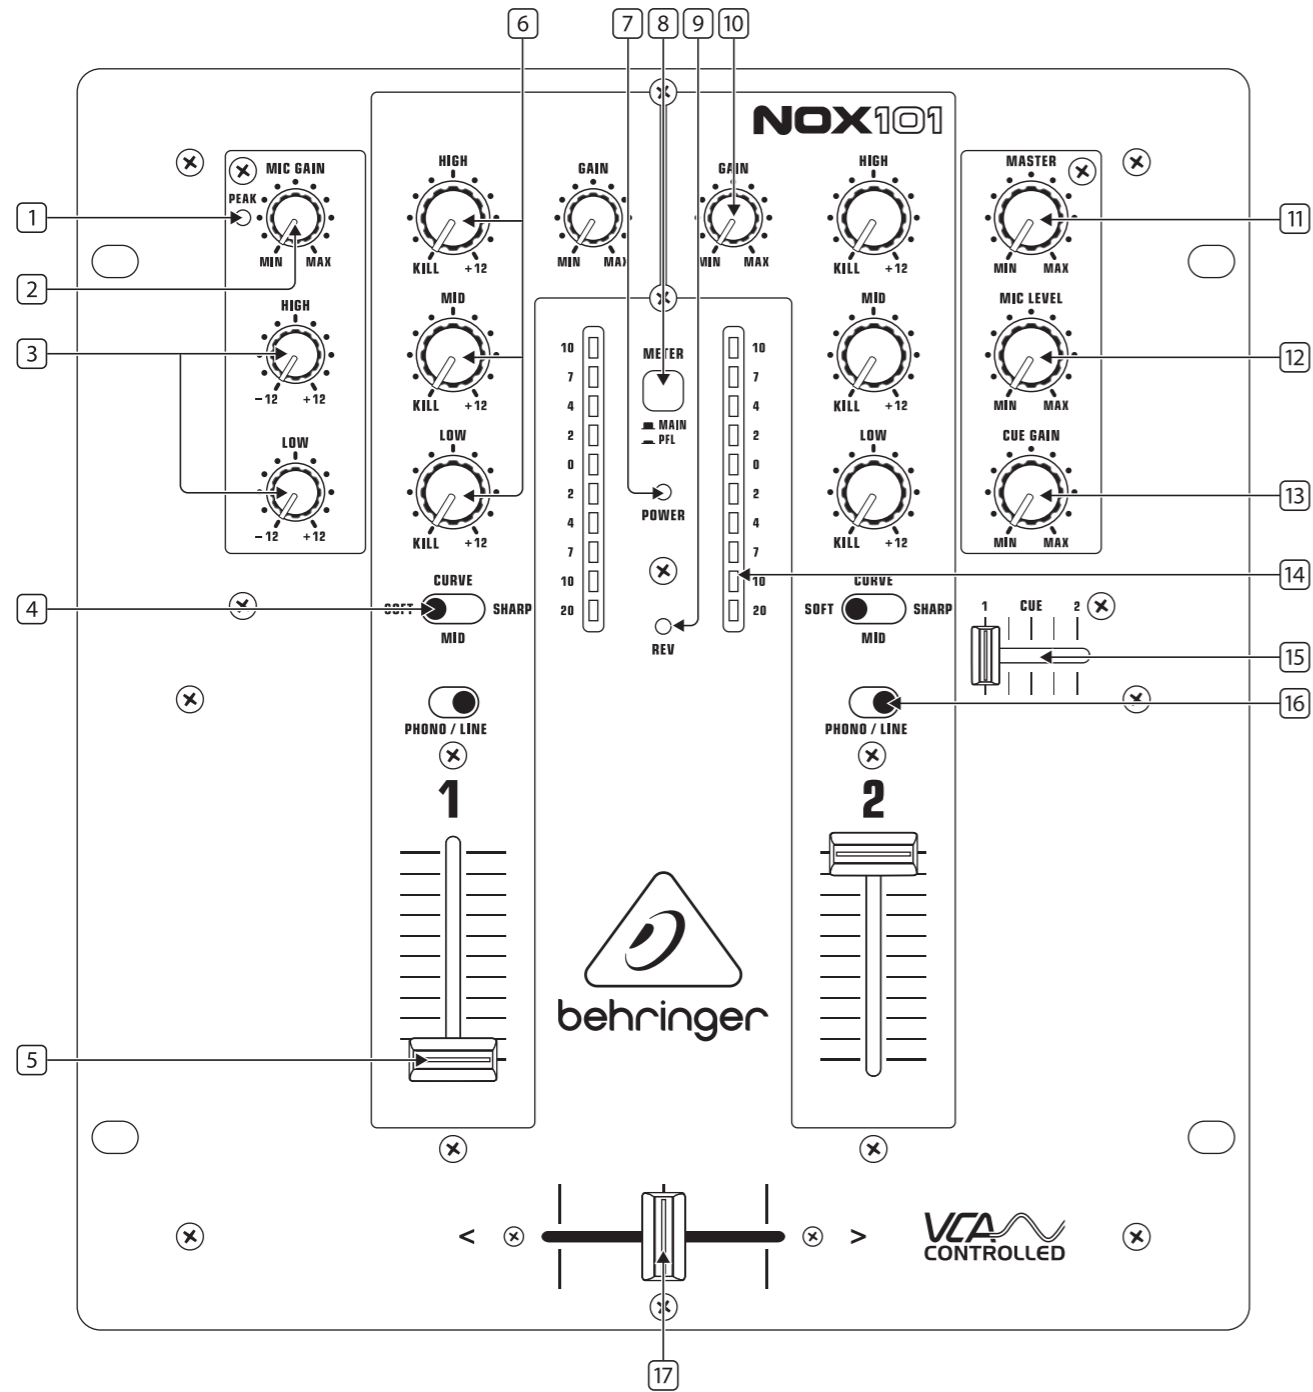 6 7 8 9 10
NOX101
MIC GAIN
HIGH
GAIN
GAIN
HIGH
MASTER
PEAK
1
11
MIN MAX
KILL +12
MIN MAX
MIN MAX
KILL +12
MIN MAX
2
HIGH
MID
MID
MIC LEVEL
3
10
METER
10
12
7
7
-12 +12
KILL +12
4
4
KILL +12
MIN MAX
MAIN
2
2
PFL
LOW
LOW
LOW
CUE GAIN
0
0
2
2
13
POWER
4
4
-12 +12
KILL +12
KILL +12
MIN MAX
7
7
CURVE
10
10
CURVE
14
4
SOFT SHARP
20
20
SOFT SHARP
1 CUE 2
MID
REV
MID
15
16
PHONO / LINE
PHONO / LINE
1
2
behringer
5
< >
VCA
CONTROLLED
17